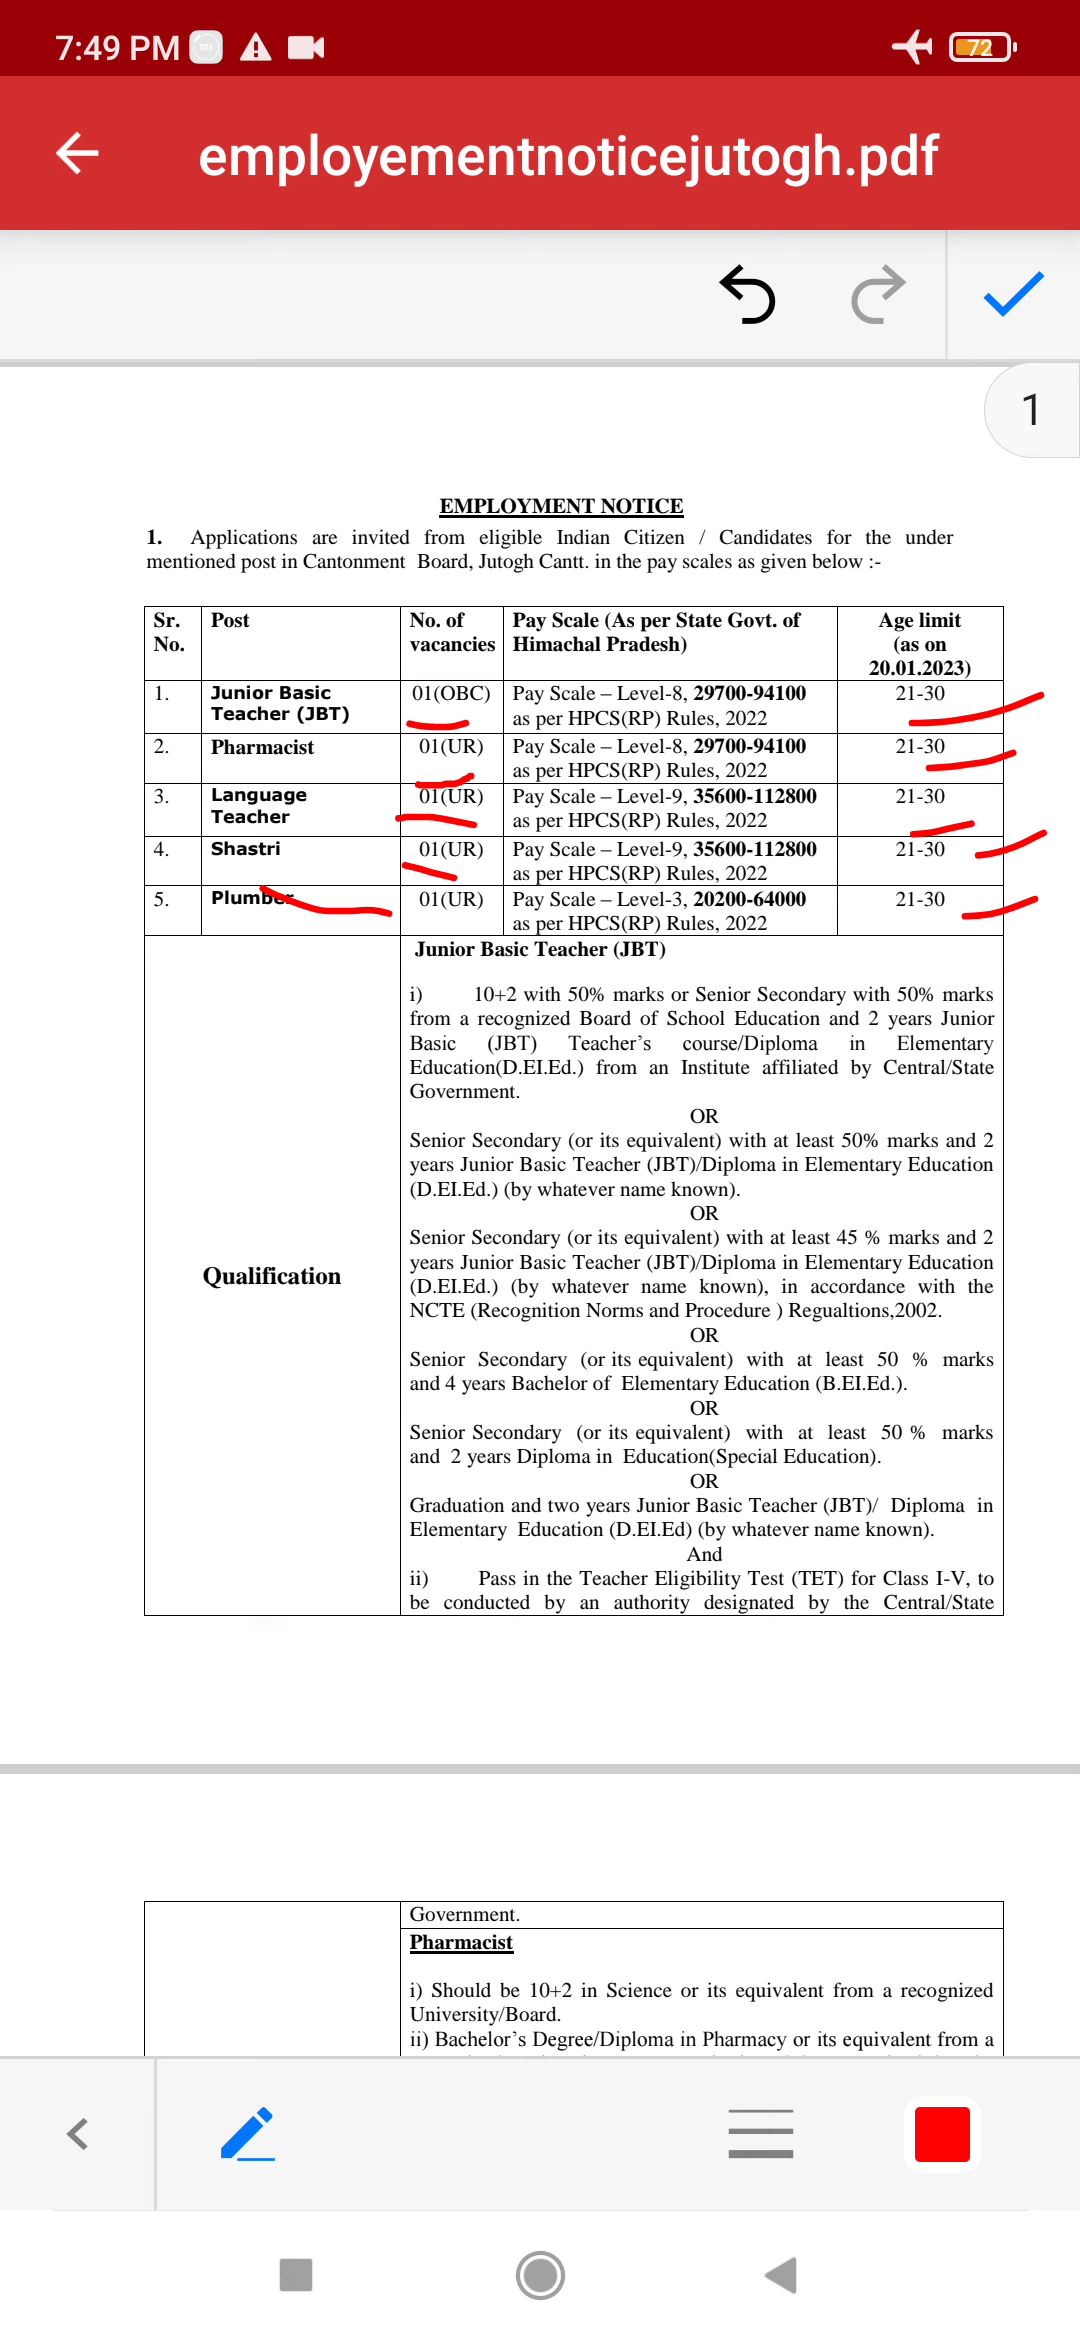 7:49 PM
72
employementnoticejutogh.pdf
1
EMPLOYMENT NOTICE
1. Applications are invited from eligible Indian Citizen / Candidates for the under
mentioned post in Cantonment Board, Jutogh Cantt. in the pay scales as given below :-
Sr. No. Post No. of vacancies Pay Scale (As per State Govt. of Himachal Pradesh) Age limit (as on 20.01.2023)
1. Junior Basic Teacher (JBT) 01(OBC) Pay Scale – Level-8, 29700-94100 as per HPCS(RP) Rules, 2022 21-30
2. Pharmacist 01(UR) Pay Scale – Level-8, 29700-94100 as per HPCS(RP) Rules, 2022 21-30
3. Language Teacher 01(UR) Pay Scale – Level-9, 35600-112800 as per HPCS(RP) Rules, 2022 21-30
4. Shastri 01(UR) Pay Scale – Level-9, 35600-112800 as per HPCS(RP) Rules, 2022 21-30
5. Plumber 01(UR) Pay Scale – Level-3, 20200-64000 as per HPCS(RP) Rules, 2022 21-30
Qualification
Junior Basic Teacher (JBT)
i) 10+2 with 50% marks or Senior Secondary with 50% marks
from a recognized Board of School Education and 2 years Junior
Basic (JBT) Teacher's course/Diploma in Elementary
Education(D.EI.Ed.) from an Institute affiliated by Central/State
Government.
OR
Senior Secondary (or its equivalent) with at least 50% marks and 2
years Junior Basic Teacher (JBT)/Diploma in Elementary Education
(D.EI.Ed.) (by whatever name known).
OR
Senior Secondary (or its equivalent) with at least 45 % marks and 2
years Junior Basic Teacher (JBT)/Diploma in Elementary Education
(D.EI.Ed.) (by whatever name known), in accordance with the
NCTE (Recognition Norms and Procedure ) Regualtions,2002.
OR
Senior Secondary (or its equivalent) with at least 50 % marks
and 4 years Bachelor of Elementary Education (B.EI.Ed.).
OR
Senior Secondary (or its equivalent) with at least 50 % marks
and 2 years Diploma in Education(Special Education).
OR
Graduation and two years Junior Basic Teacher (JBT)/ Diploma in
Elementary Education (D.EI.Ed) (by whatever name known).
And
ii) Pass in the Teacher Eligibility Test (TET) for Class I-V, to
be conducted by an authority designated by the Central/State
Government.
Pharmacist
i) Should be 10+2 in Science or its equivalent from a recognized
University/Board.
ii) Bachelor's Degree/Diploma in Pharmacy or its equivalent from a